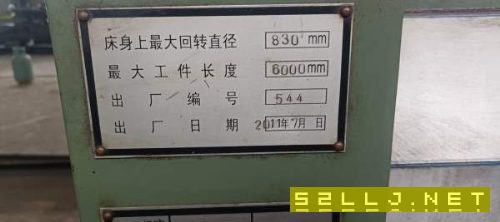 床身上最大回转直径 830 mm
最大工件长度 6000mm
出厂编号 544
出厂日期 2011年7月 日
52LLJ.NET